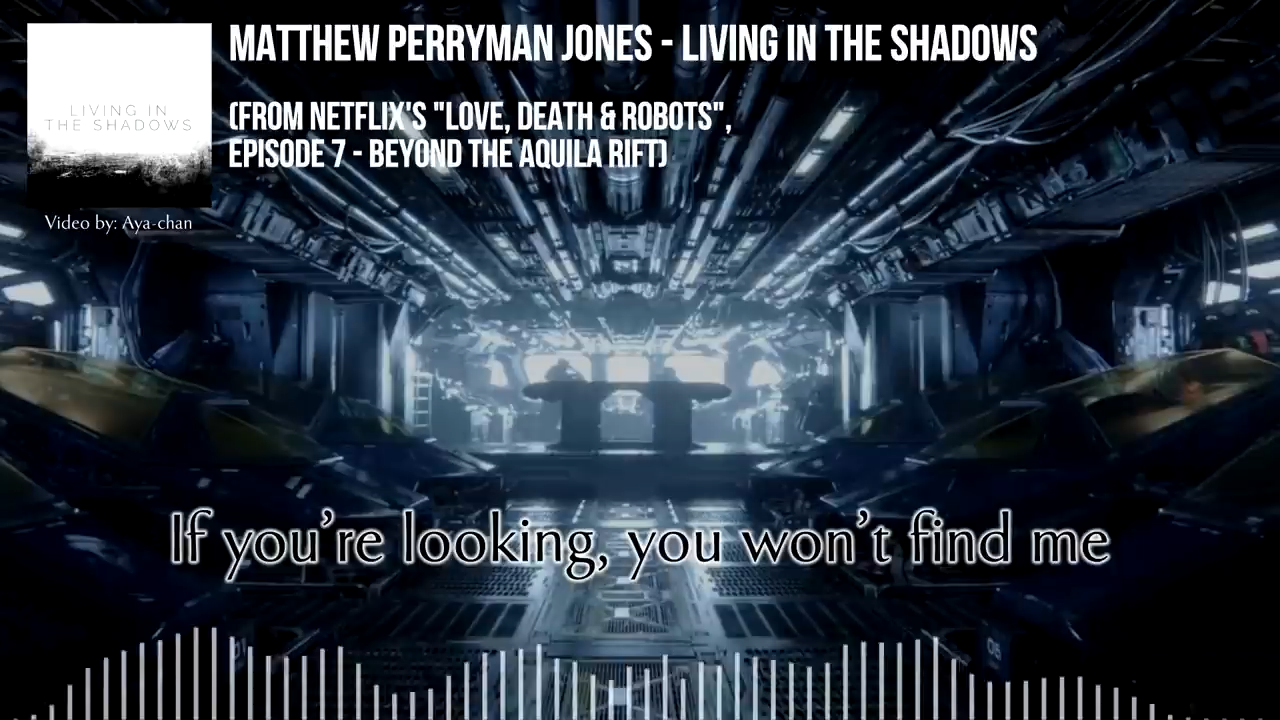 MATTHEW PERRYMAN JONES - LIVING IN THE SHADOWS
(FROM NETFLIX'S "LOVE, DEATH & ROBOTS",
EPISODE 7 - BEYOND THE AQUILA RIFT)
LIVING IN
THE SHADOWS
Video by: Aya-chan
If you're looking, you won't find me